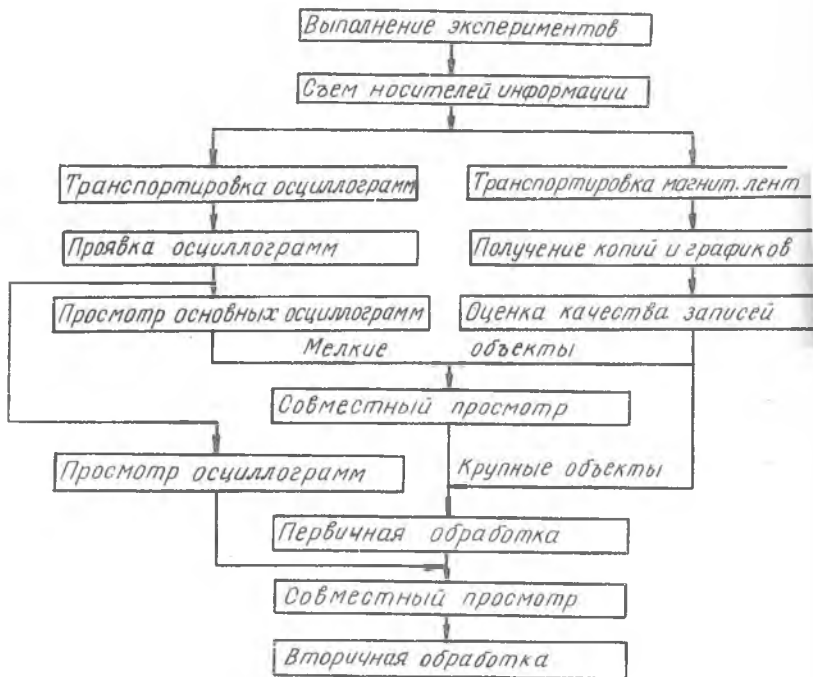 Выполнение экспериментов
Съем носителей информации
Транспортировка осциллограмм
Транспортировка магнит. лент
Проявка осциллограмм
Получение копий и графиков
Просмотр основных осциллограмм
Оценка качества записей
Мелкие объекты
Совместный просмотр
Просмотр осциллограмм
Крупные объекты
Первичная обработка
Совместный просмотр
Вторичная обработка